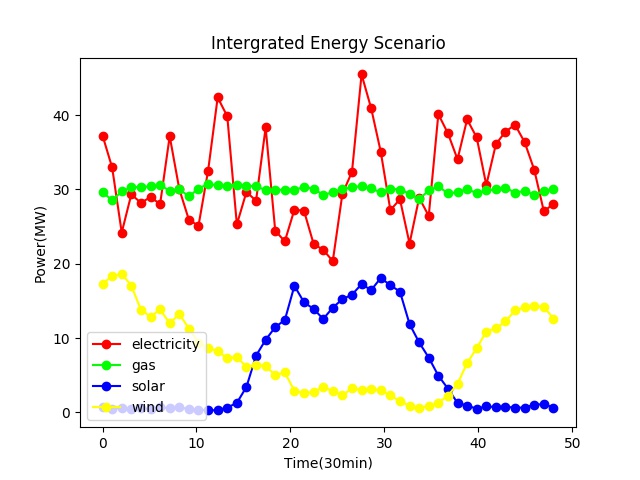 Intergrated Energy Scenario
Power(MW)
40
30
20
10
0
electricity
gas
solar
wind
0 10 20 30 40 50
Time(30min)